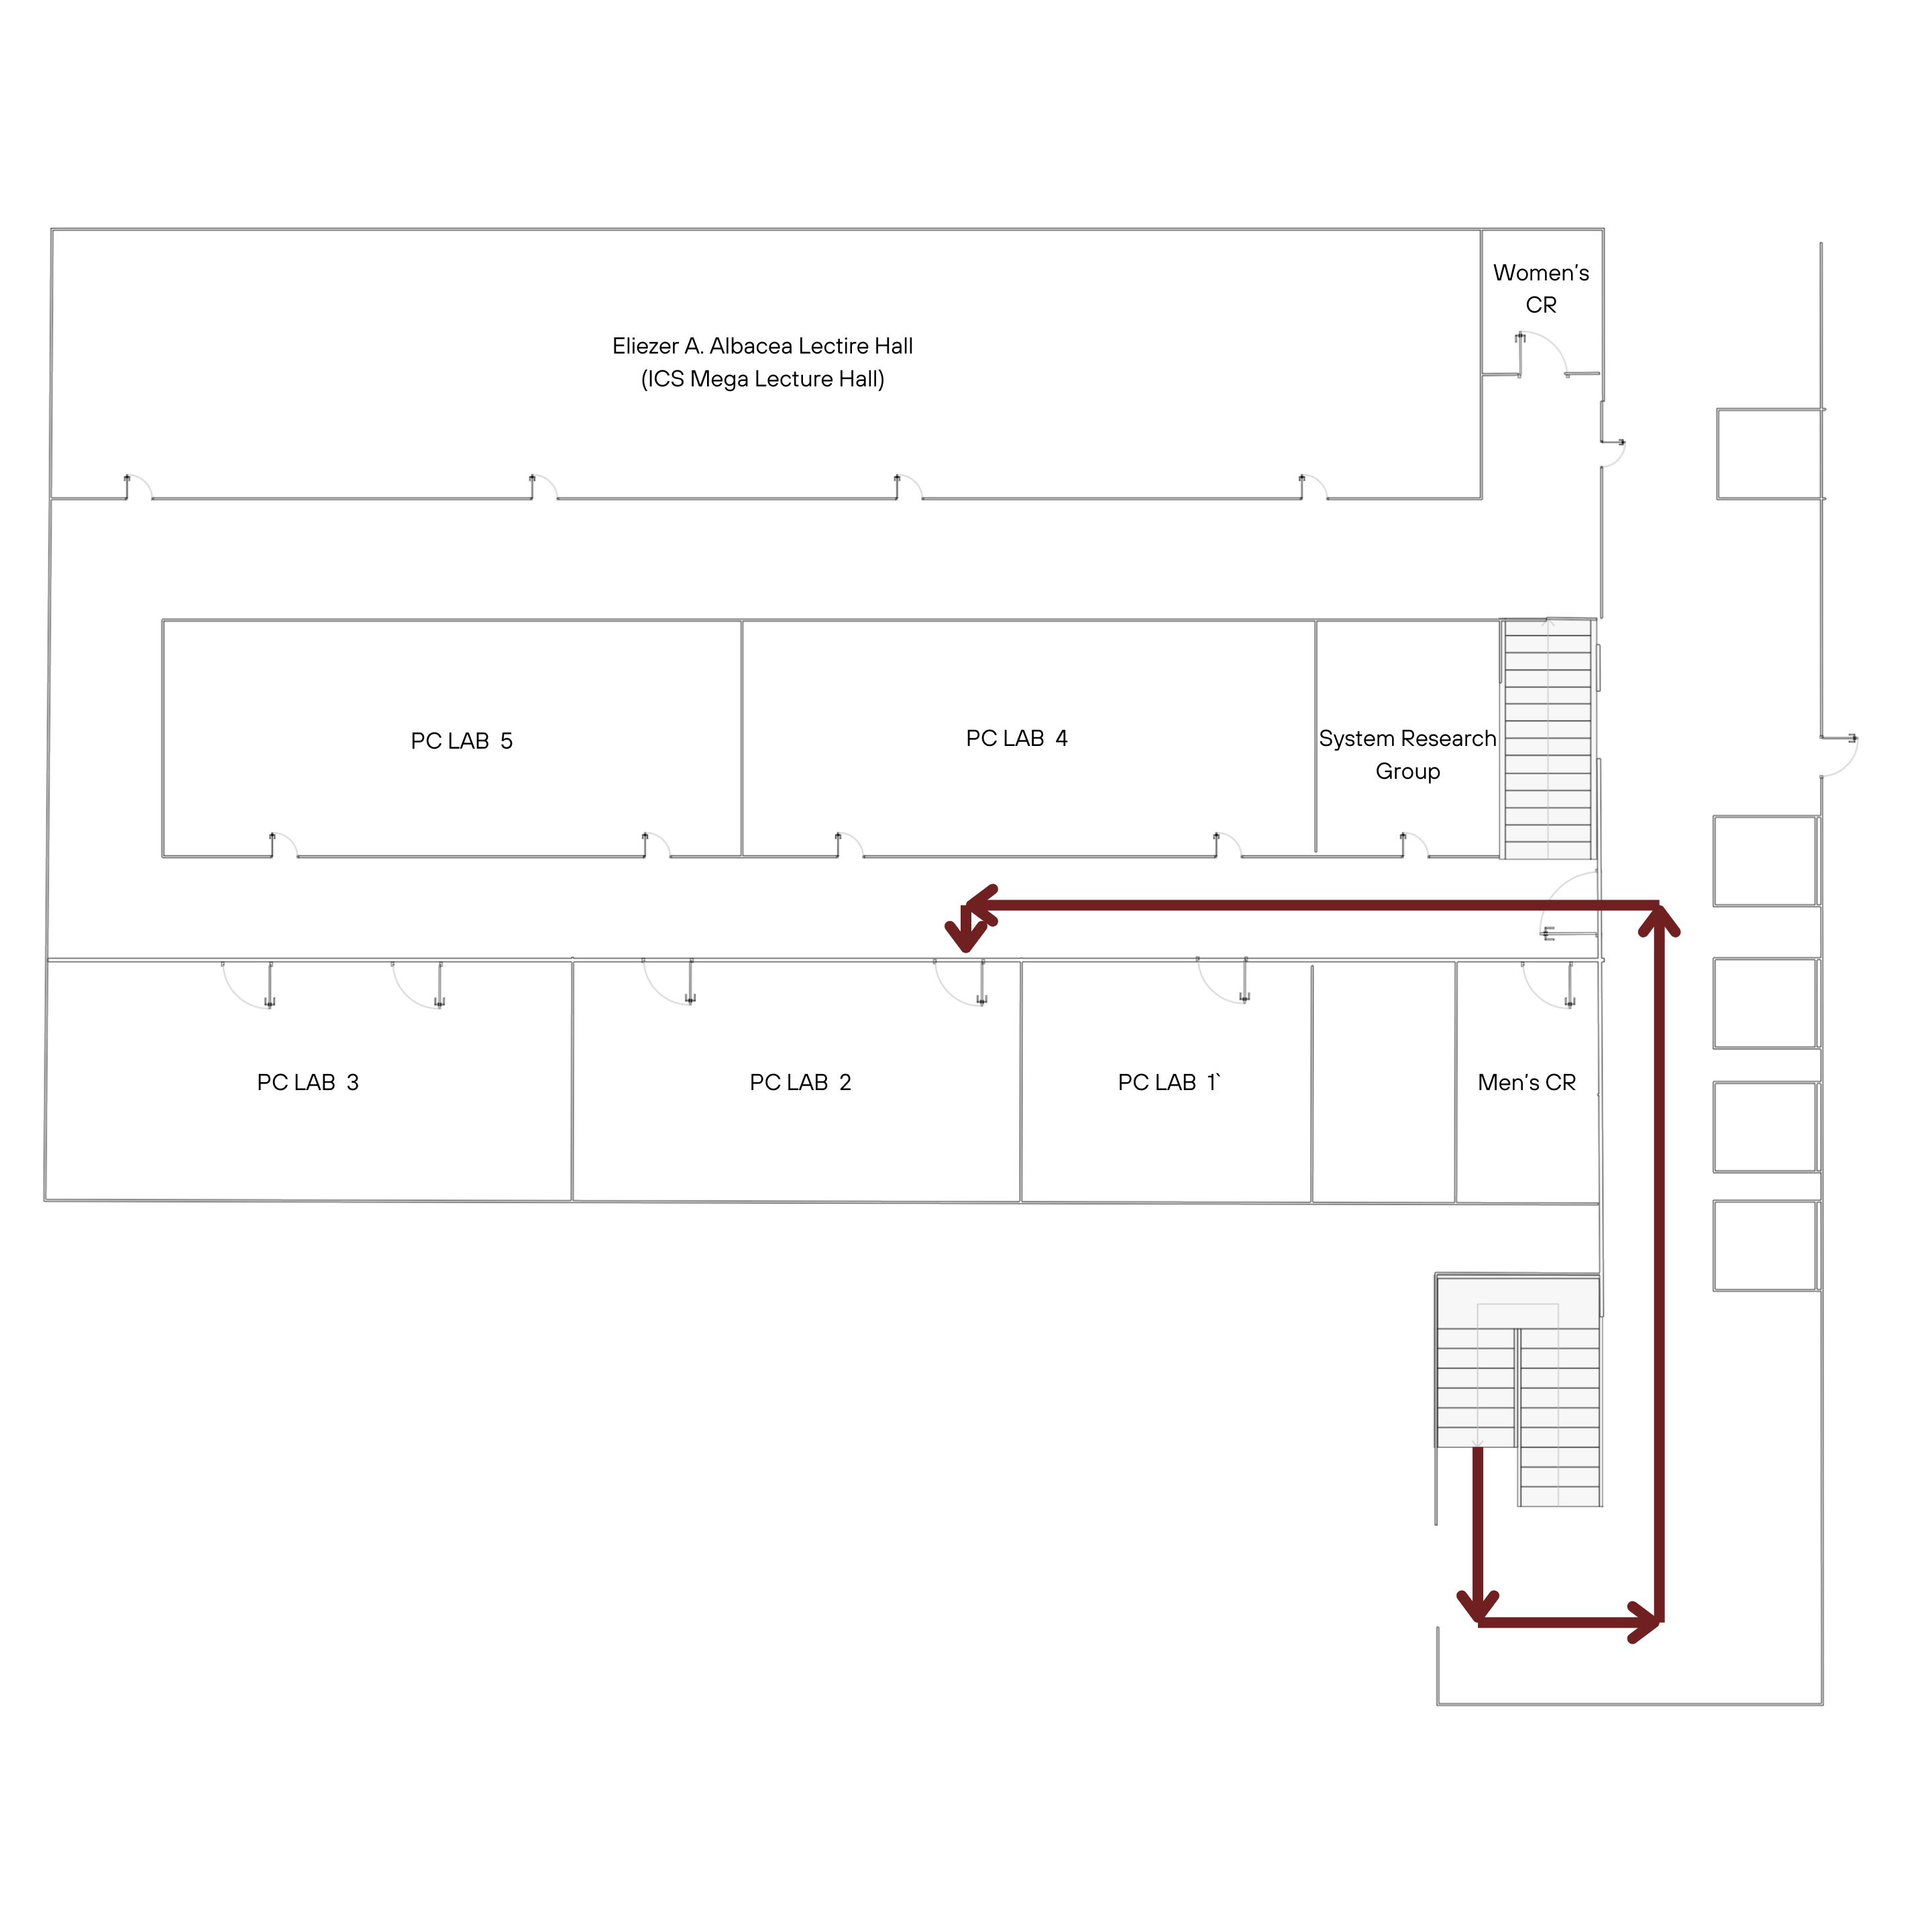 Women's
CR
Eliezer A. Albacea Lectire Hall
(ICS Mega Lecture Hall)
PC LAB 5
PC LAB 4
System Research
Group
PC LAB 3
PC LAB 2
PC LAB 1`
Men's CR